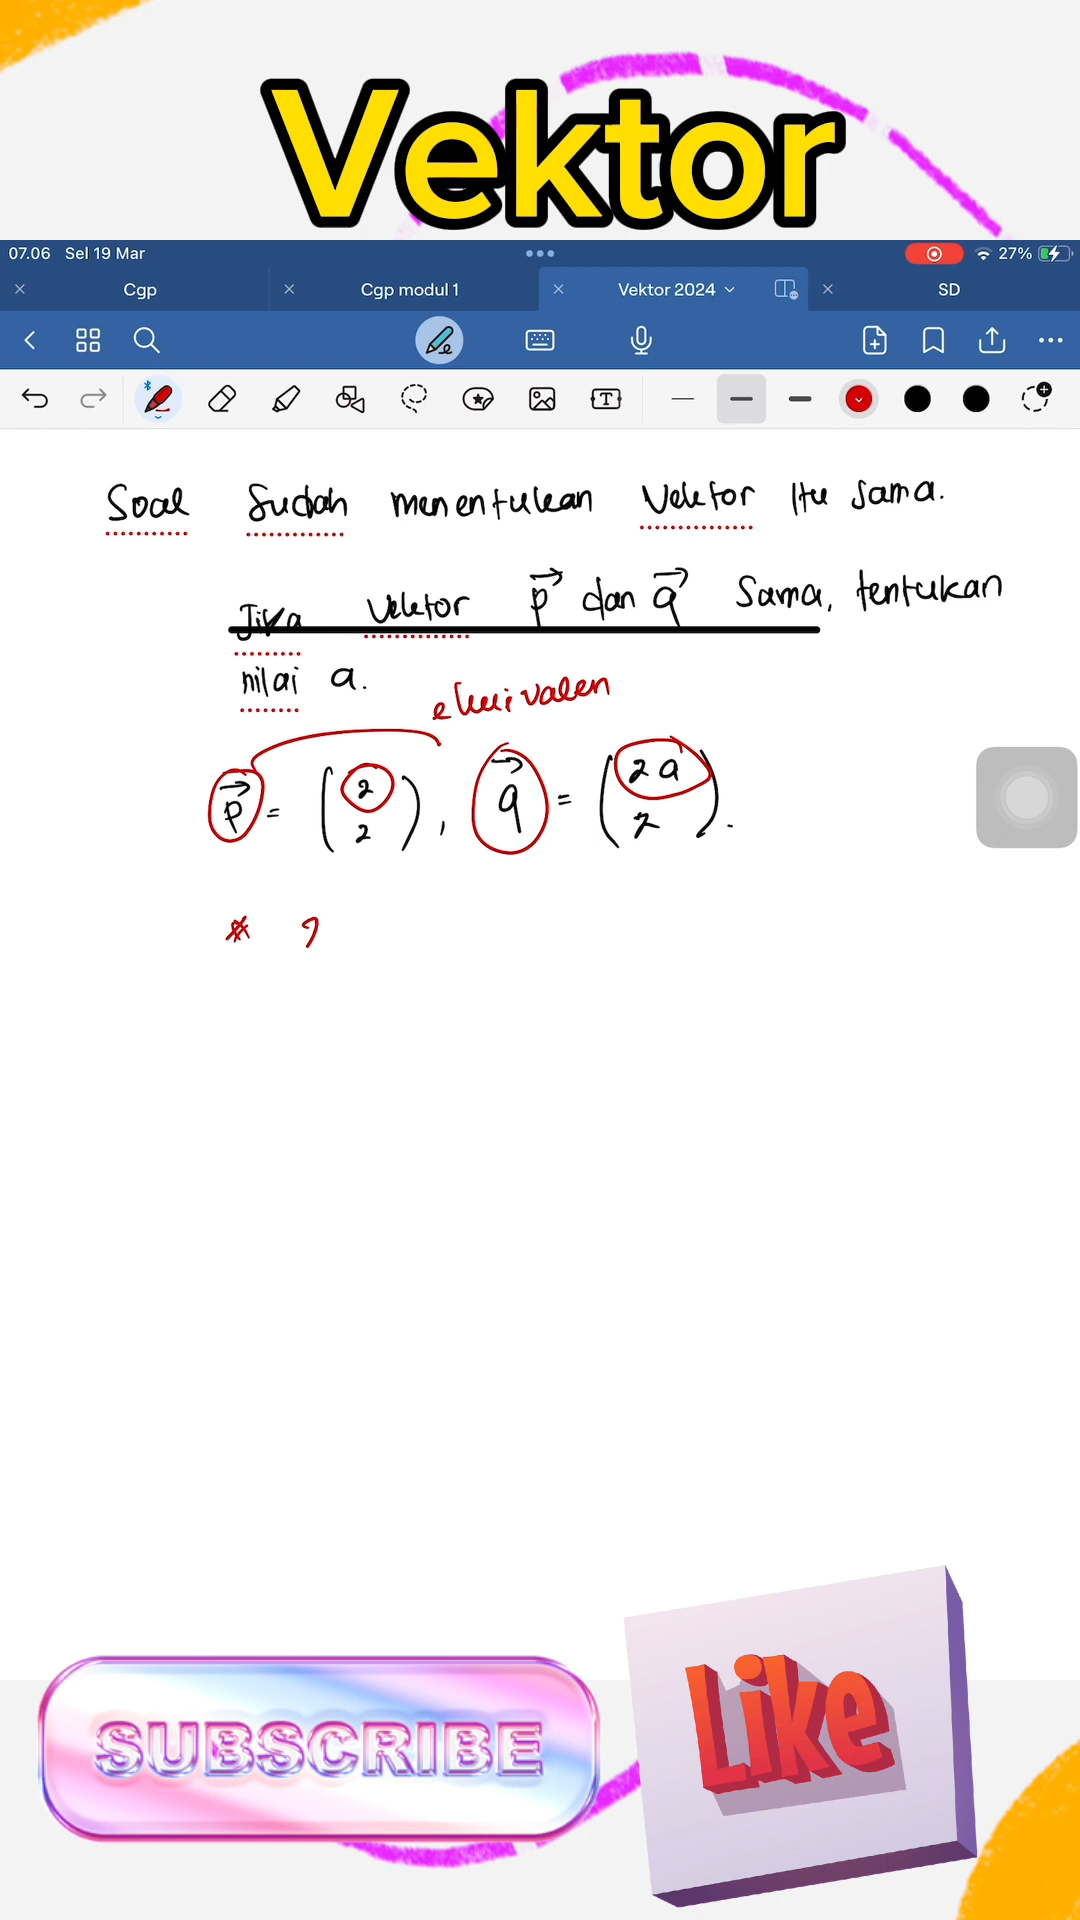 Vektor
07.06 Sel 19 Mar
27%
Cgp
Cgp modul 1
Vektor 2024
SD
Soal Sudah menentukan Vektor Itu Sama.
Jika Vektor p dan q Sama, tentukan
nilai a.
ekuivalen
p = (2 2), q = (2a 2).
* 2
SUBSCRIBE
Like